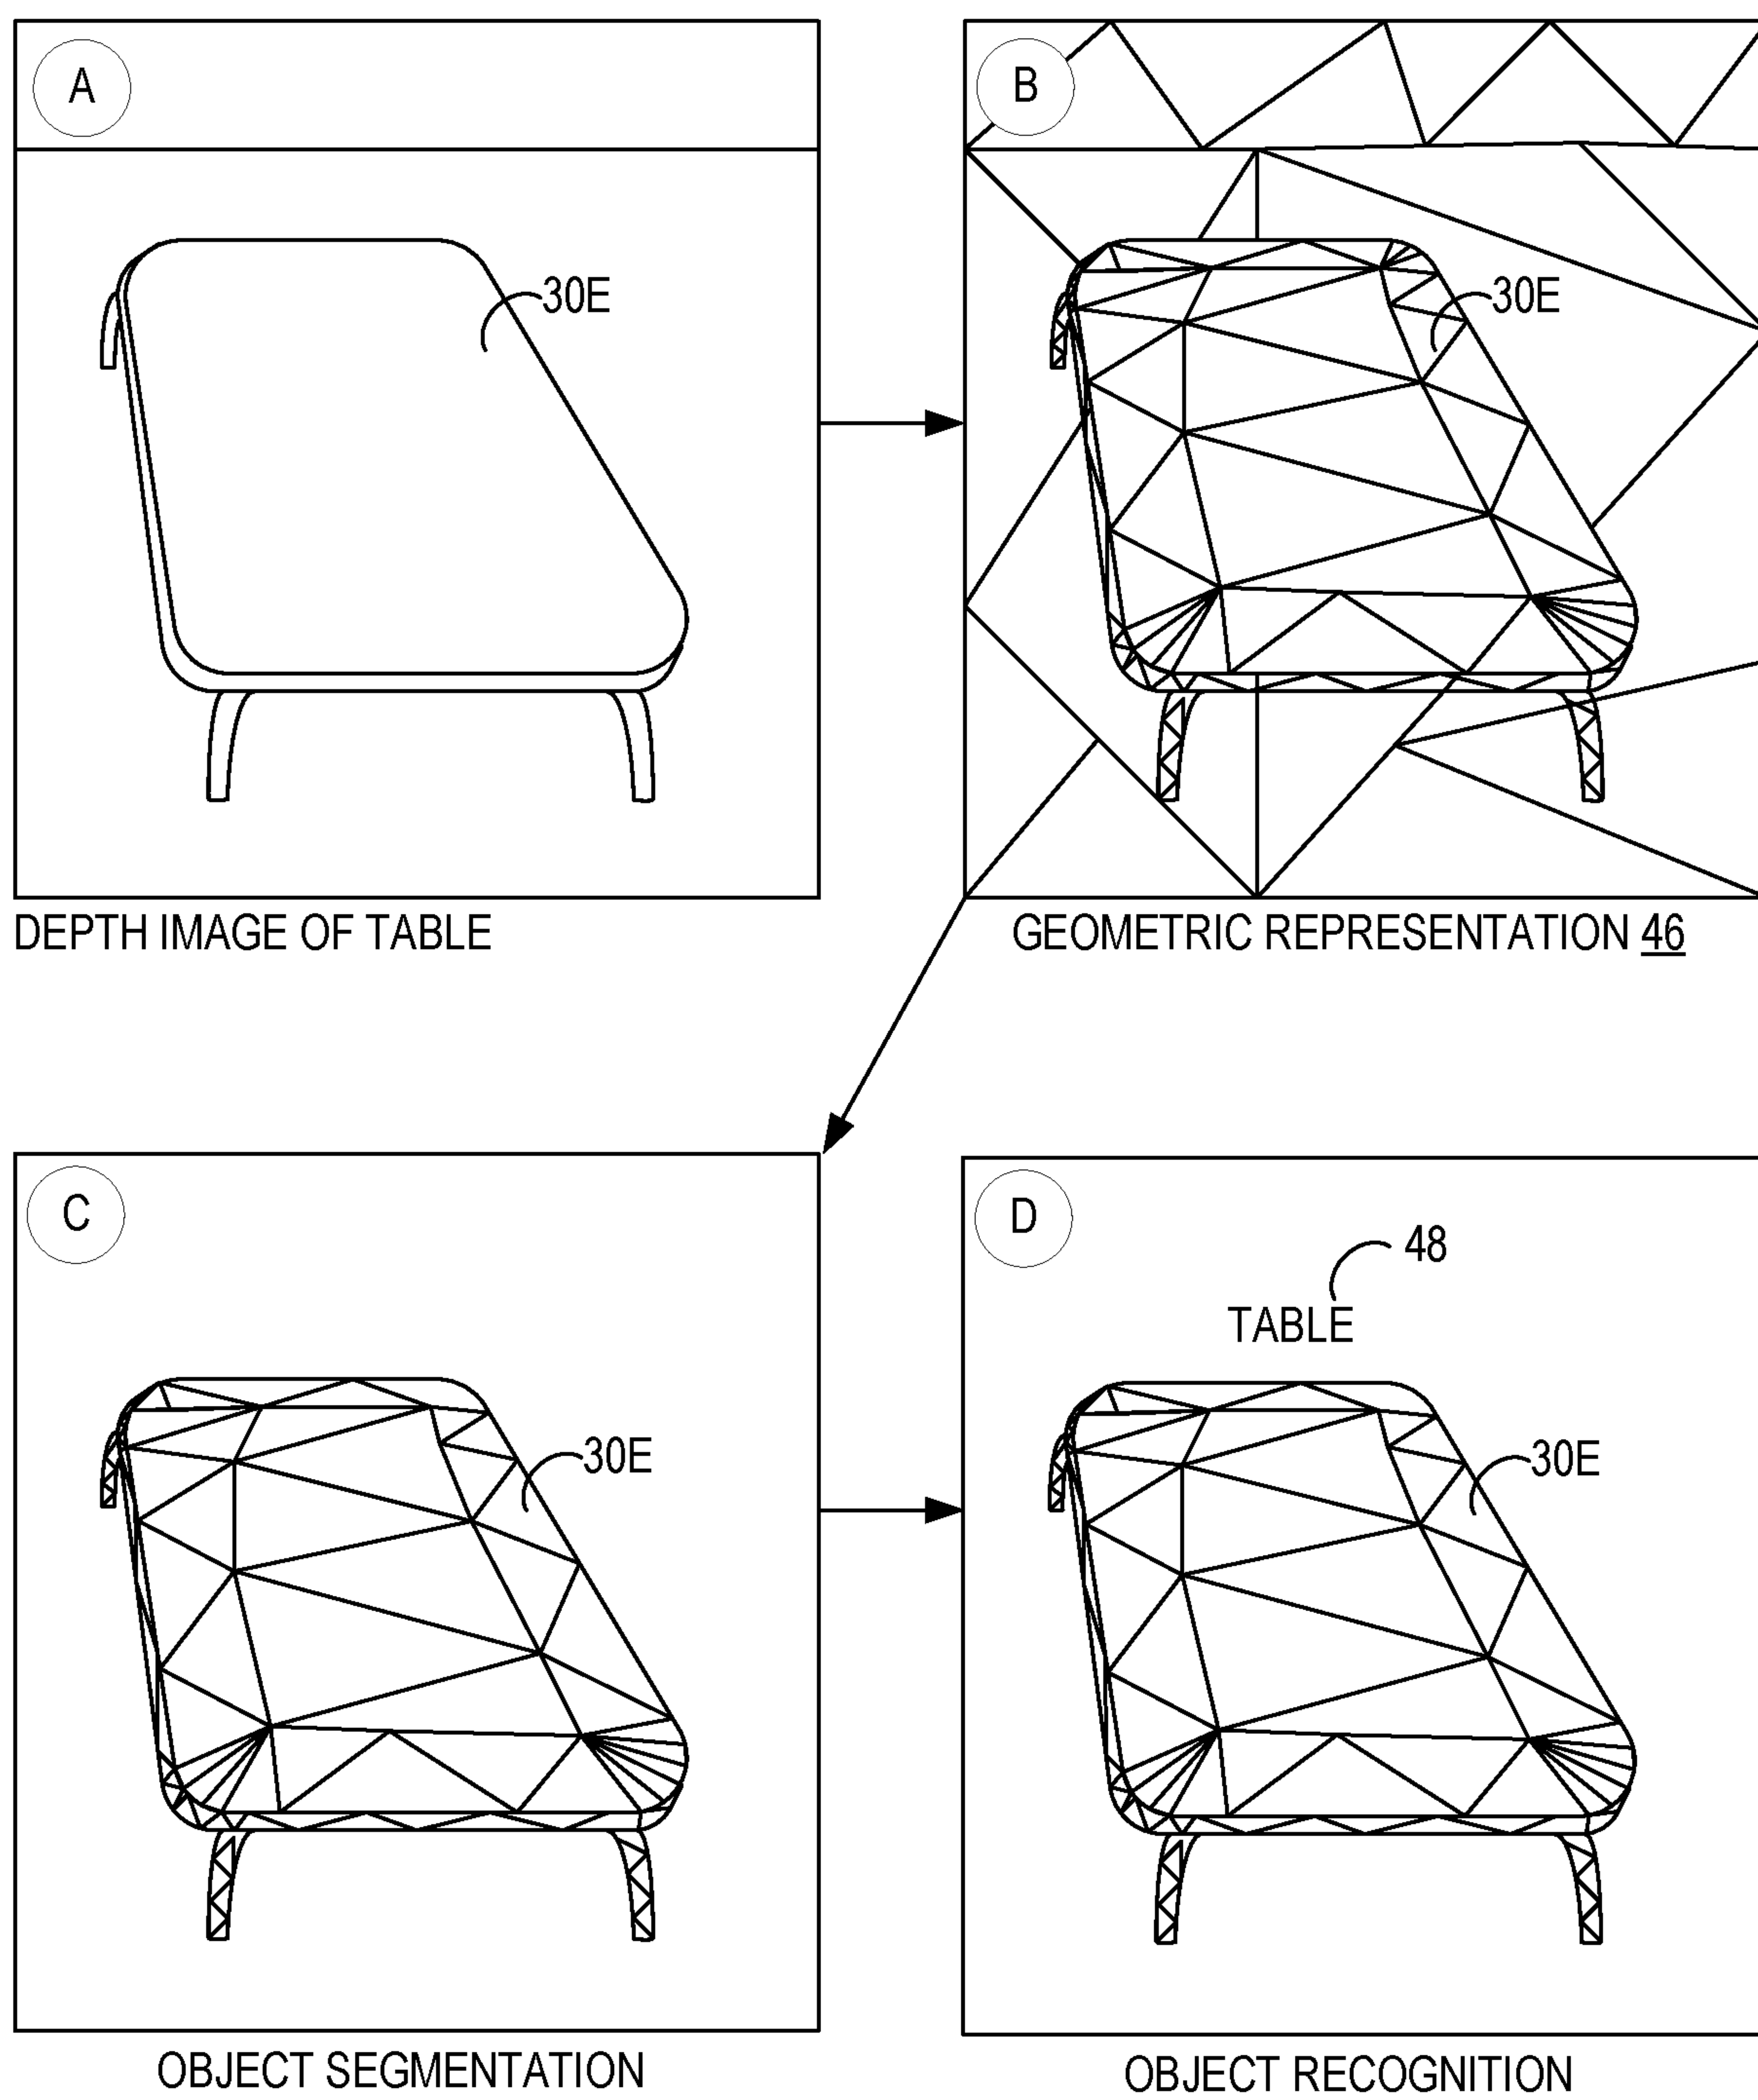 A
B
30E
30E
DEPTH IMAGE OF TABLE
GEOMETRIC REPRESENTATION 46
C
D
48
TABLE
30E
30E
OBJECT SEGMENTATION
OBJECT RECOGNITION